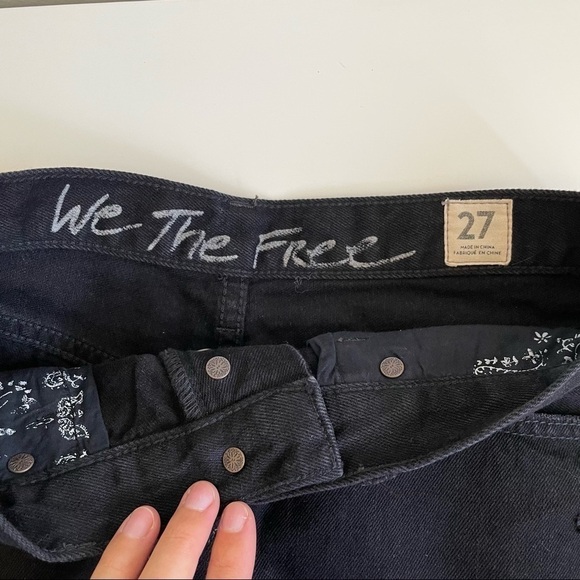 We The Free
27
MADE IN CHINA
FABRIQUÉ EN CHINE